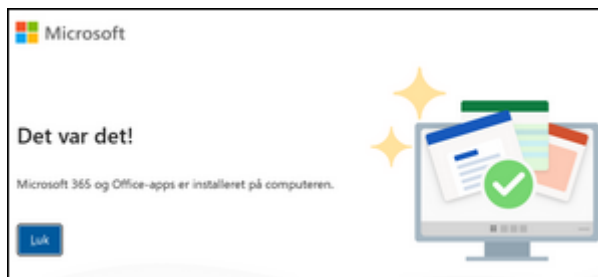 Microsoft
Det var det!
Microsoft 365 og Office-apps er installeret på computeren.
Luk